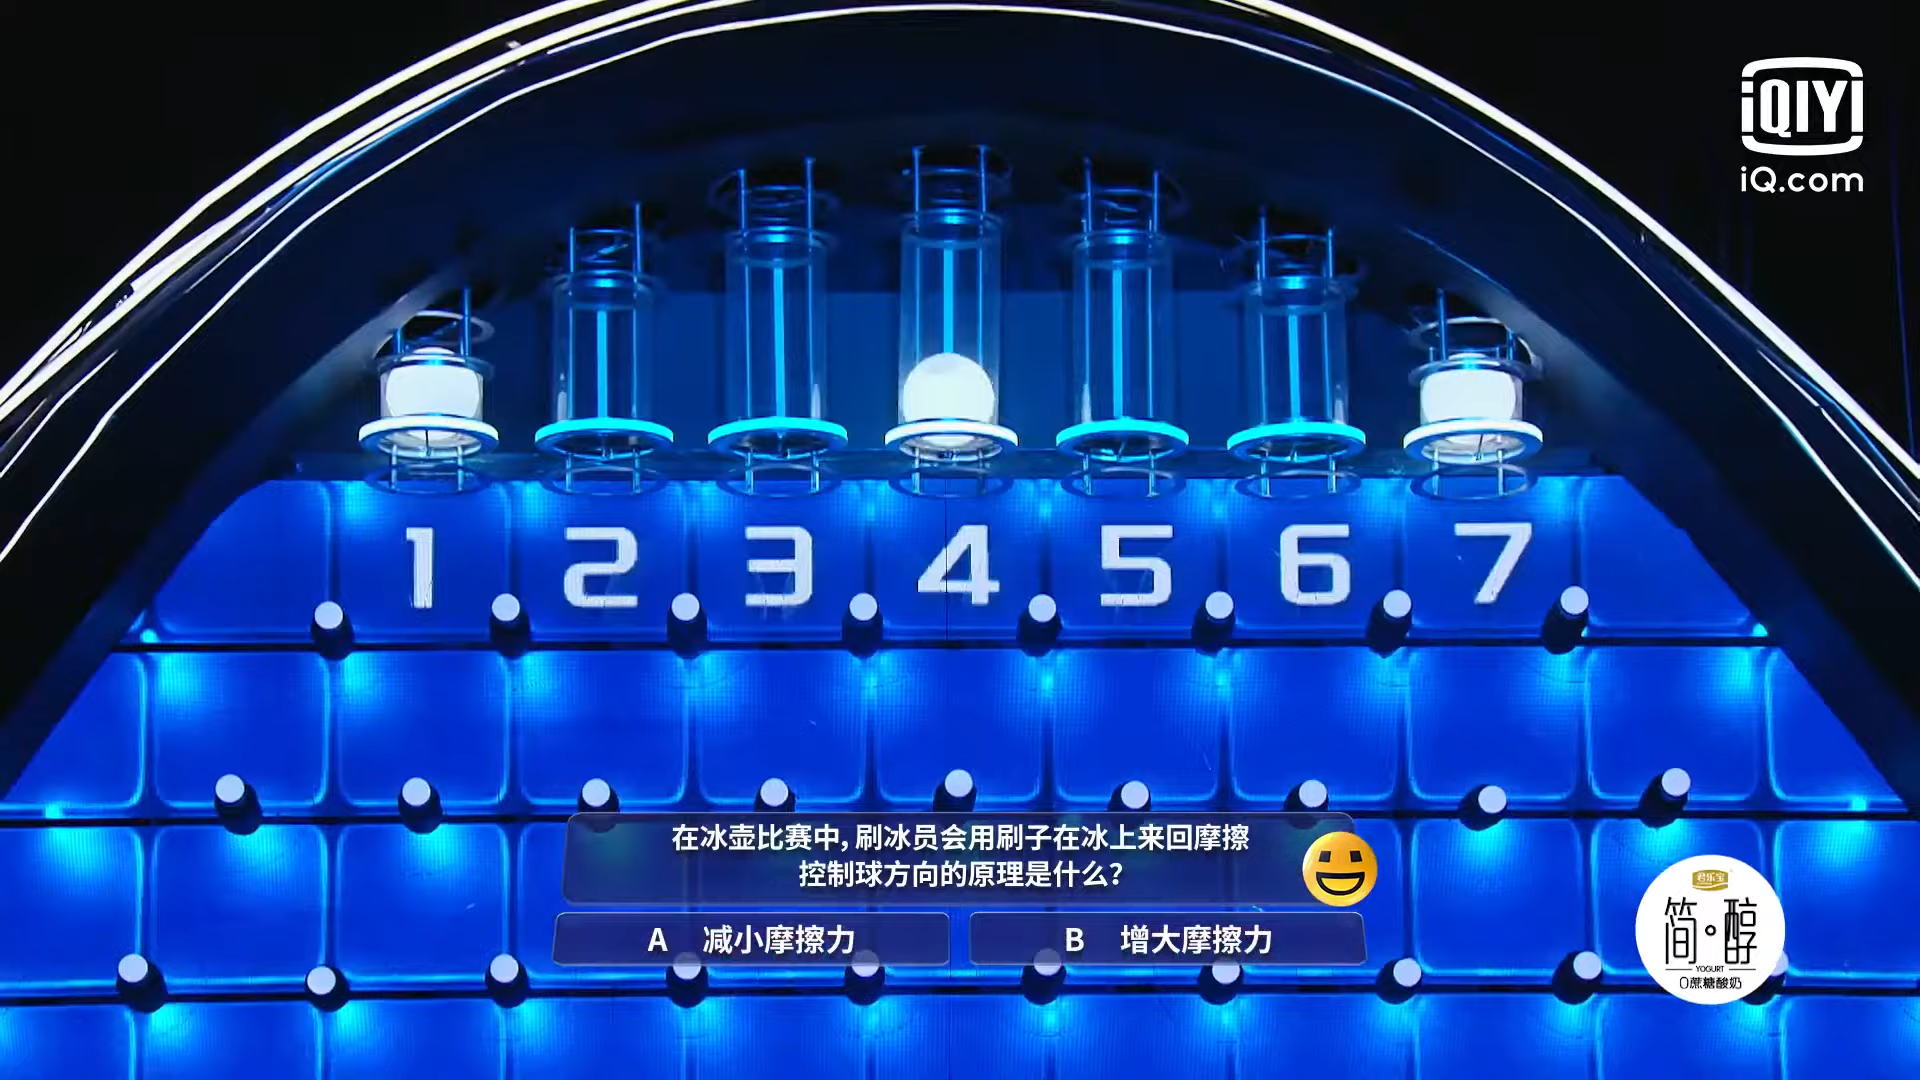 iQIYI
iQ.com
1 2 3 4 5 6 7
在冰壶比赛中,刷冰员会用刷子在冰上来回摩擦
控制球方向的原理是什么?
A 减小摩擦力
B 增大摩擦力
君乐宝
简醇
YOGURT
0蔗糖酸奶